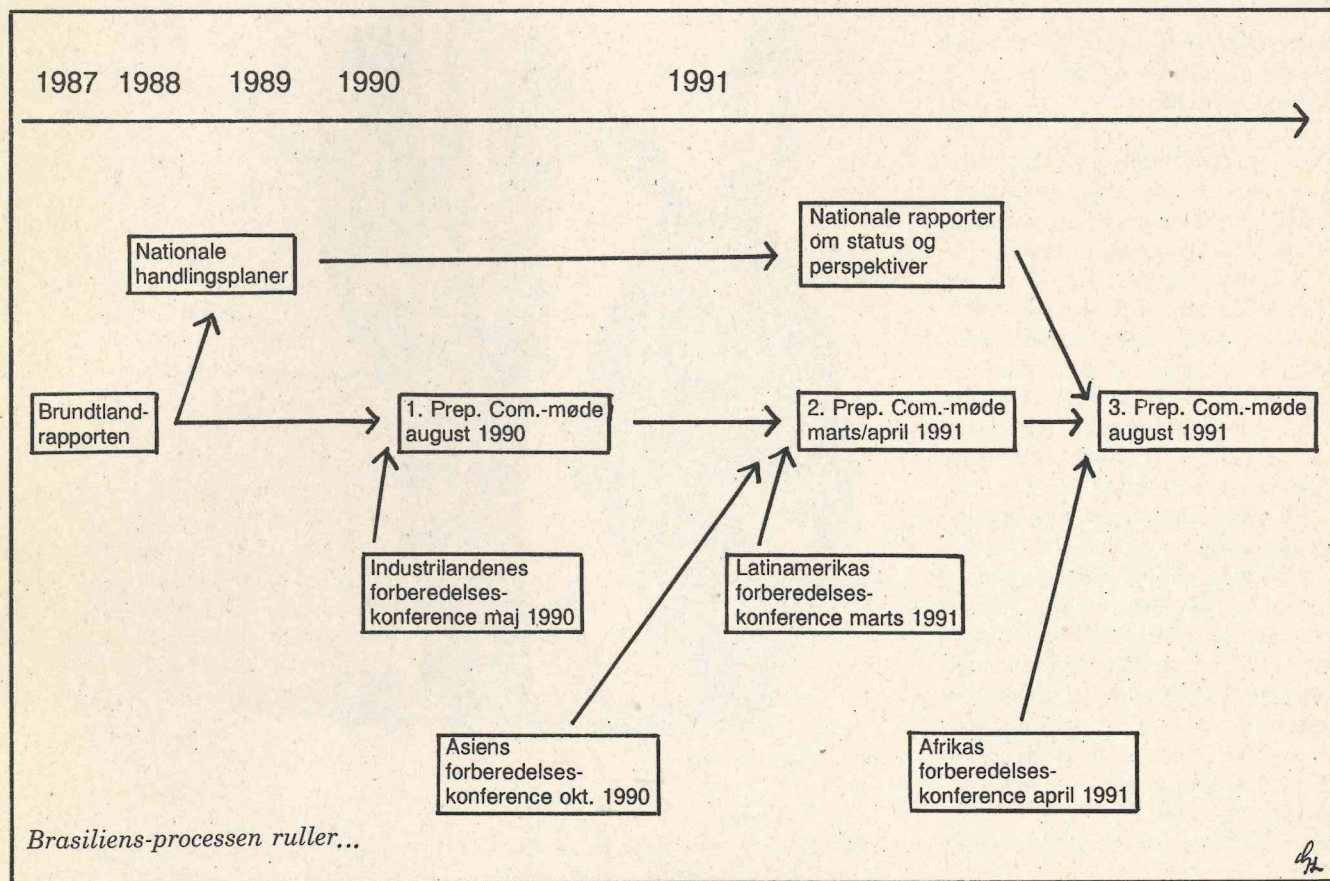 1987 1988 1989 1990 1991
Nationale
handlingsplaner
Nationale rapporter
om status og
perspektiver
Brundtland-
rapporten
1. Prep. Com.-møde
august 1990
2. Prep. Com.-møde
marts/april 1991
3. Prep. Com.-møde
august 1991
Industrilandenes
forberedelses-
konference maj 1990
Latinamerikas
forberedelses-
konference marts 1991
Asiens
forberedelses-
konference okt. 1990
Afrikas
forberedelses-
konference april 1991
Brasiliens-processen ruller...